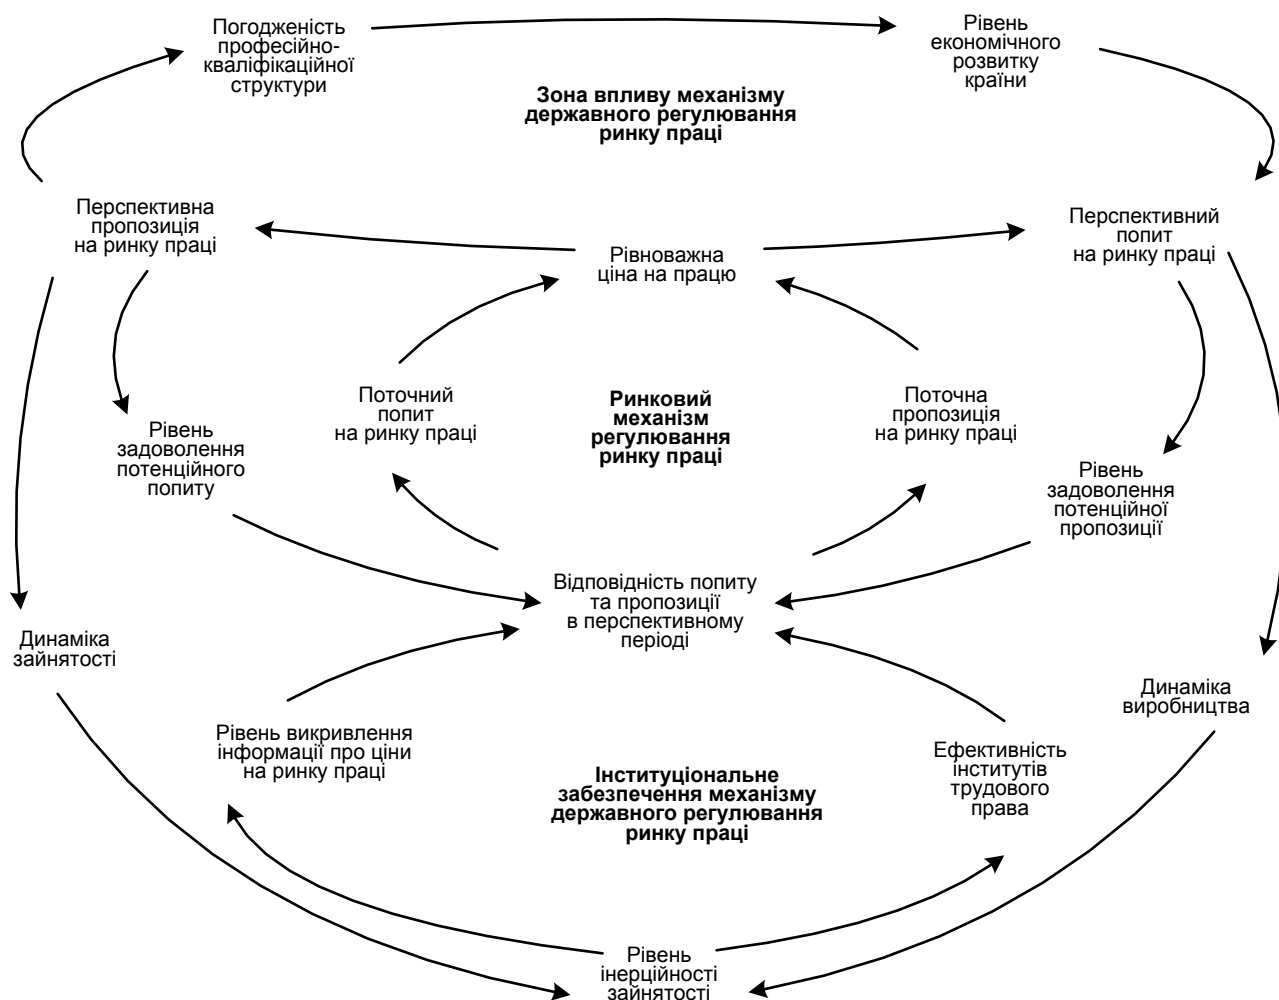 Погодженість
професійно-
кваліфікаційної
структури
Рівень
економічного
розвитку
країни
Зона впливу механізму
державного регулювання
ринку праці
Перспективна
пропозиція
на ринку праці
Рівноважна
ціна на працю
Перспективний
попит
на ринку праці
Поточний
попит
на ринку праці
Ринковий
механізм
регулювання
ринку праці
Поточна
пропозиція
на ринку праці
Рівень
задоволення
потенційного
попиту
Рівень
задоволення
потенційної
пропозиції
Відповідність попиту
та пропозиції
в перспективному
періоді
Динаміка
зайнятості
Динаміка
виробництва
Рівень викривлення
інформації про ціни
на ринку праці
Інституціональне
забезпечення механізму
державного регулювання
ринку праці
Ефективність
інститутів
трудового
права
Рівень
інерційності
зайнятості